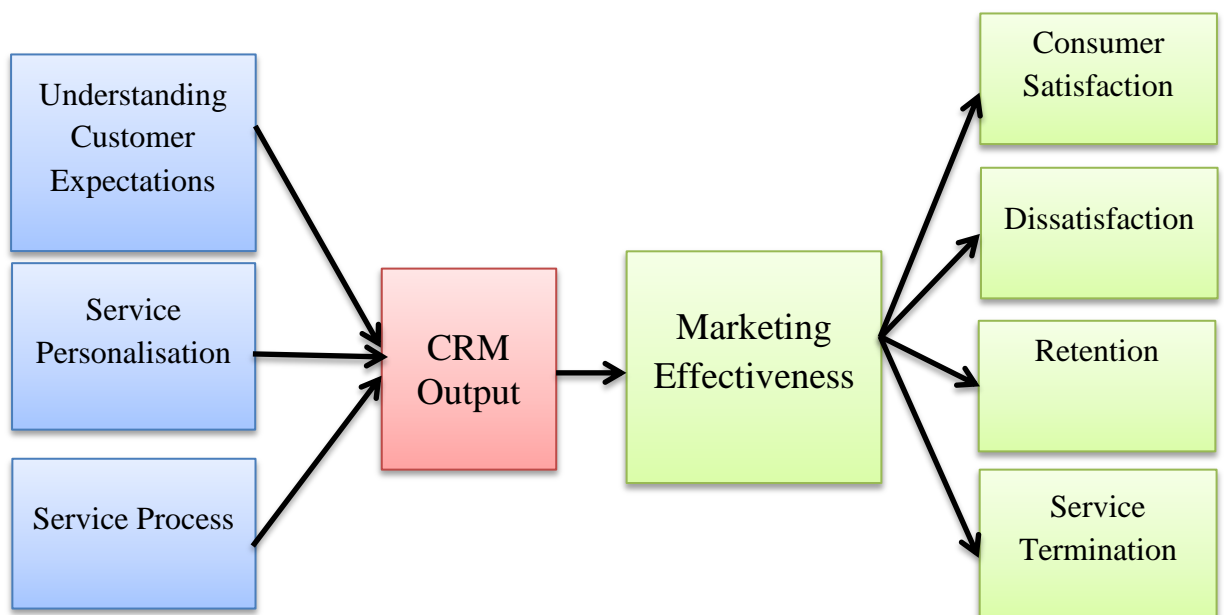 Understanding
Customer
Expectations
Service
Personalisation
Service Process
CRM
Output
Marketing
Effectiveness
Consumer
Satisfaction
Dissatisfaction
Retention
Service
Termination